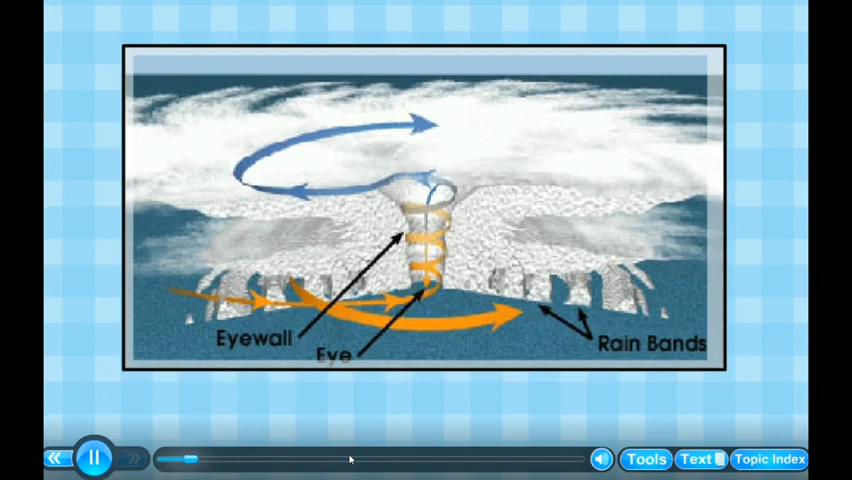 Eyewall
Eye
Rain Bands
Tools
Text
Topic Index